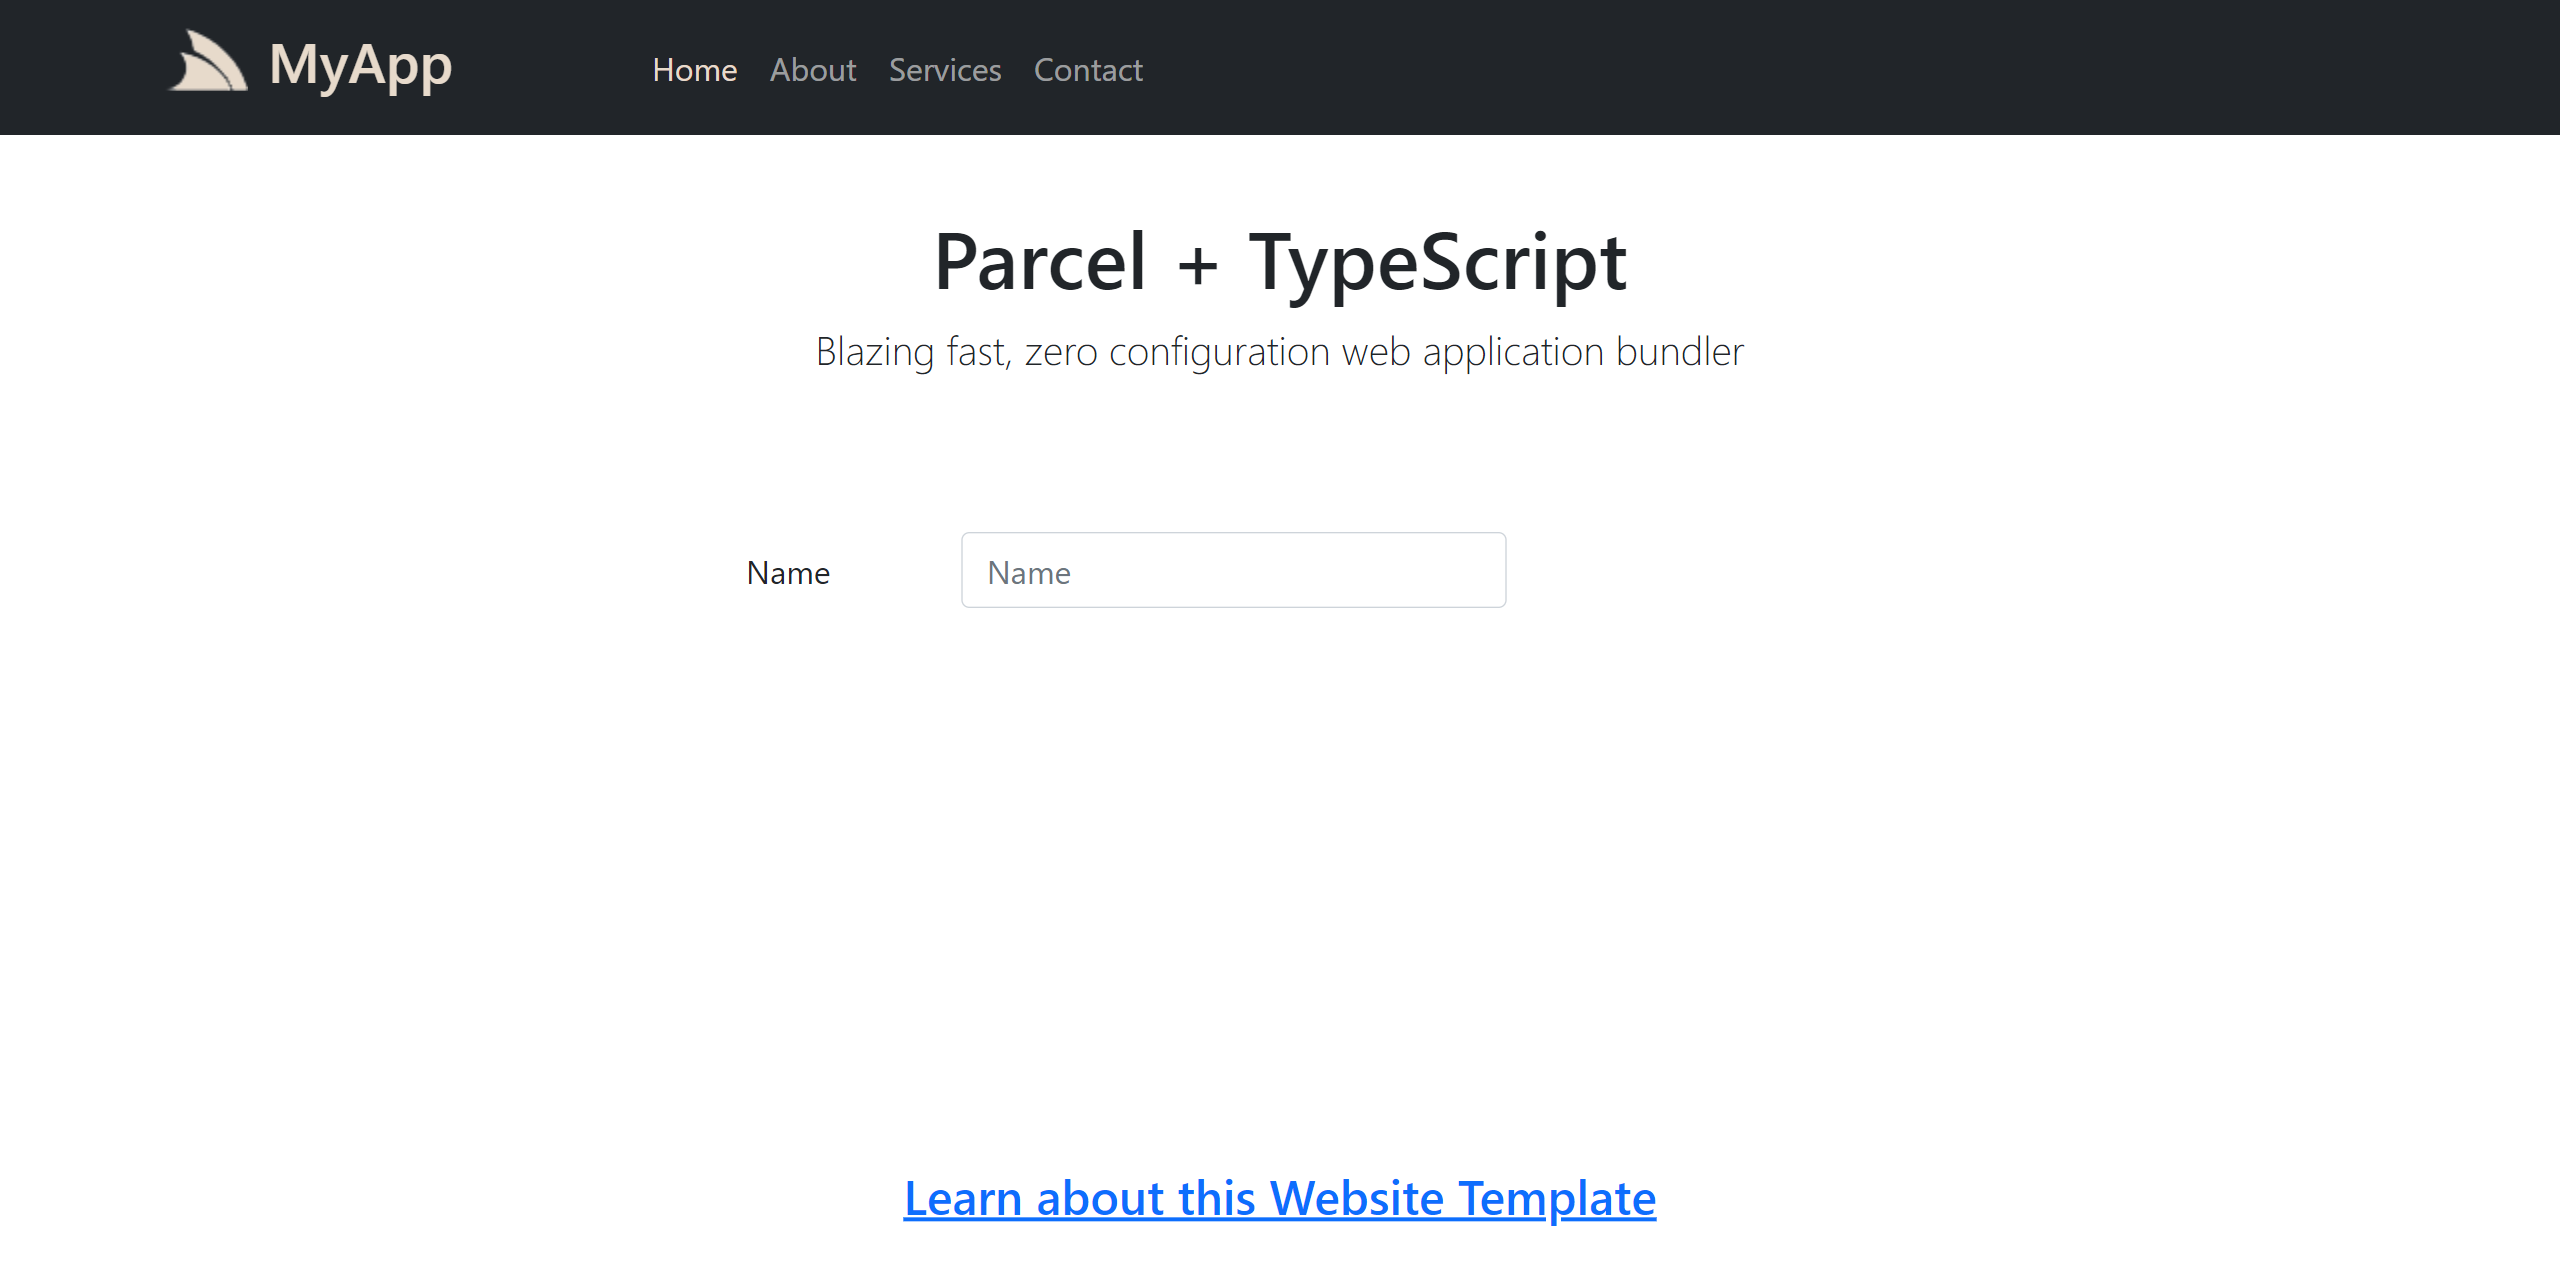 MyApp
Home About Services Contact
Parcel + TypeScript
Blazing fast, zero configuration web application bundler
Name Name
Learn about this Website Template